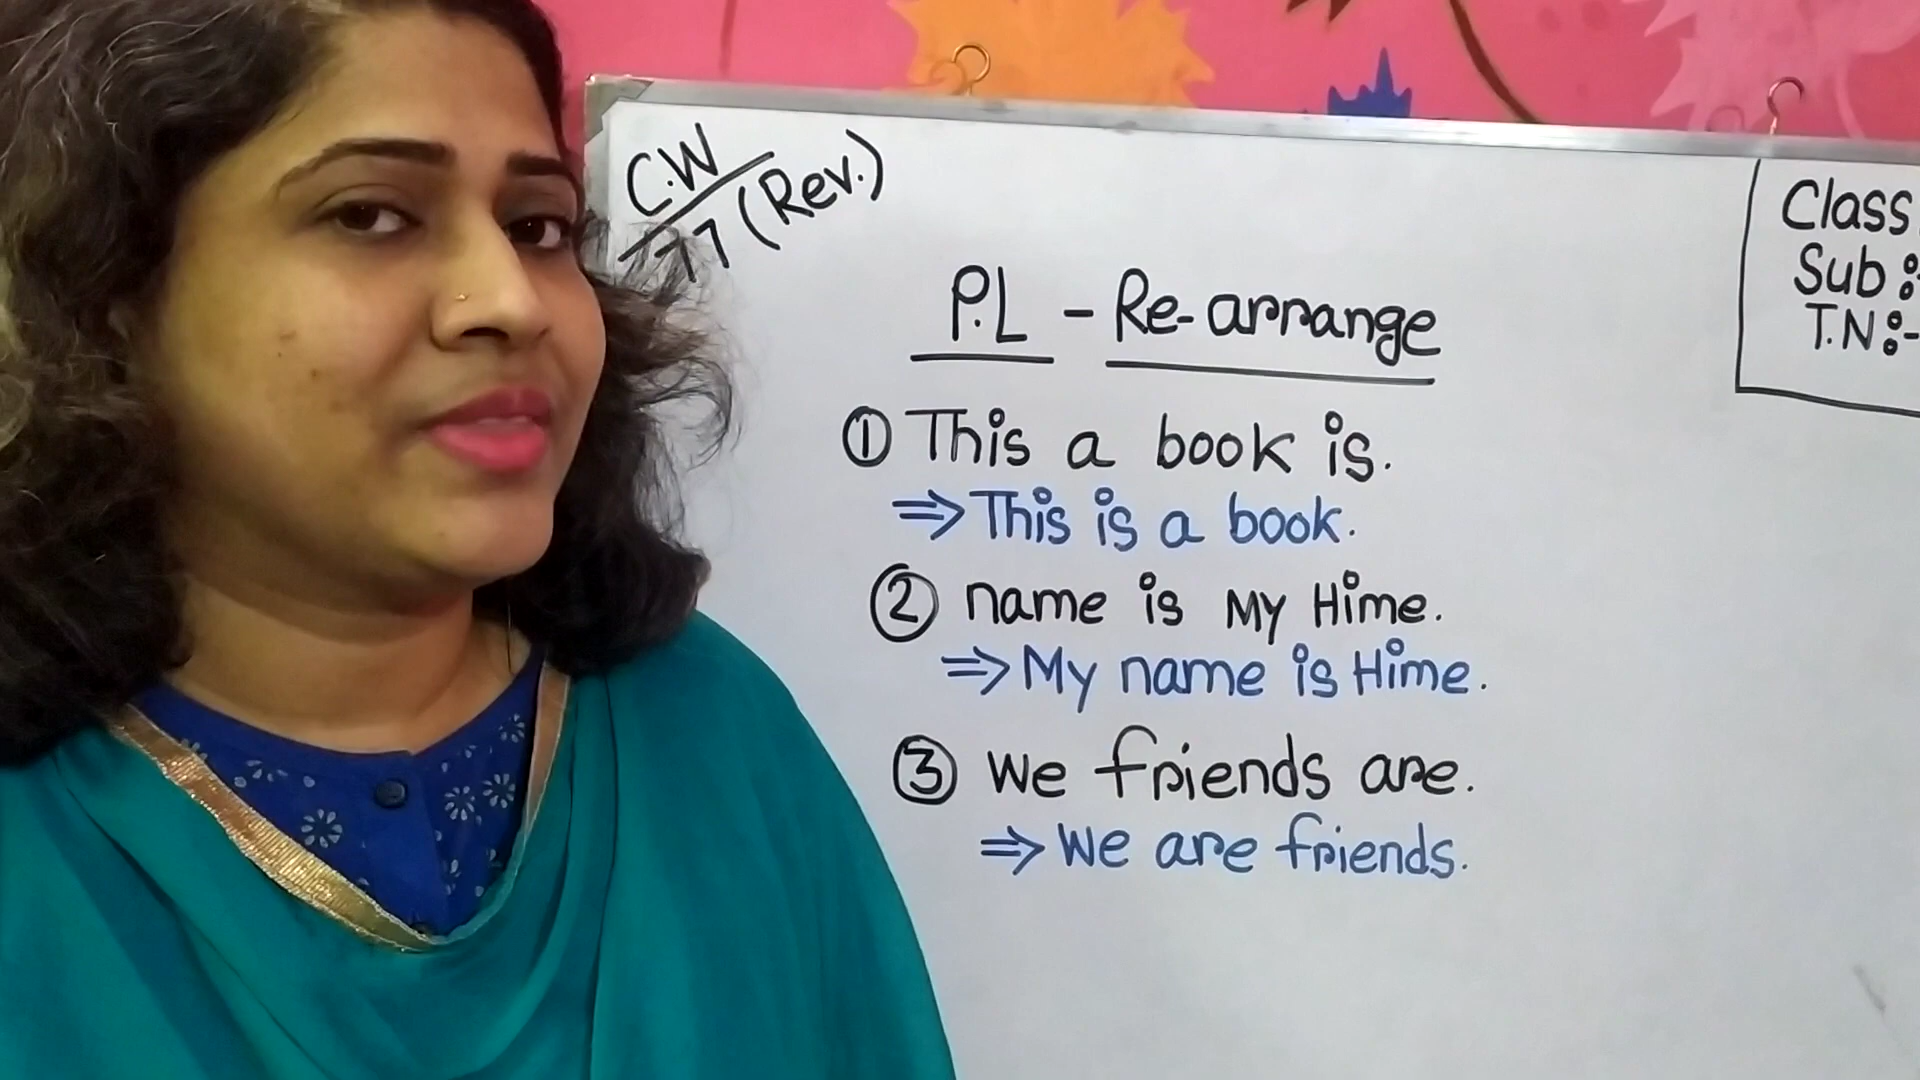 C.W
77 (Rev.)
P.L - Re-arrange
① This a book is.
⇒ This is a book.
② name is My Hime.
⇒ My name is Hime.
③ We friends are.
⇒ We are friends.
Class
Sub :
T.N :-